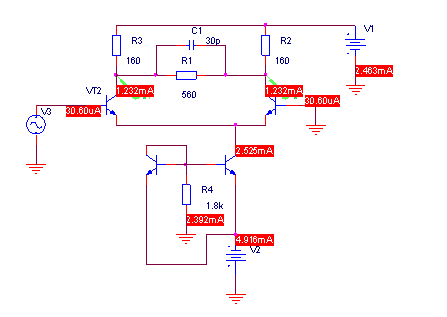 C1
V1
R3
30p
R2
R1
160
160
2.463mA
VT2
1.232mA
560
1.232mA
V3
30.60uA
30.60uA
2.525mA
R4
1.8k
2.392mA
4.916mA
V2